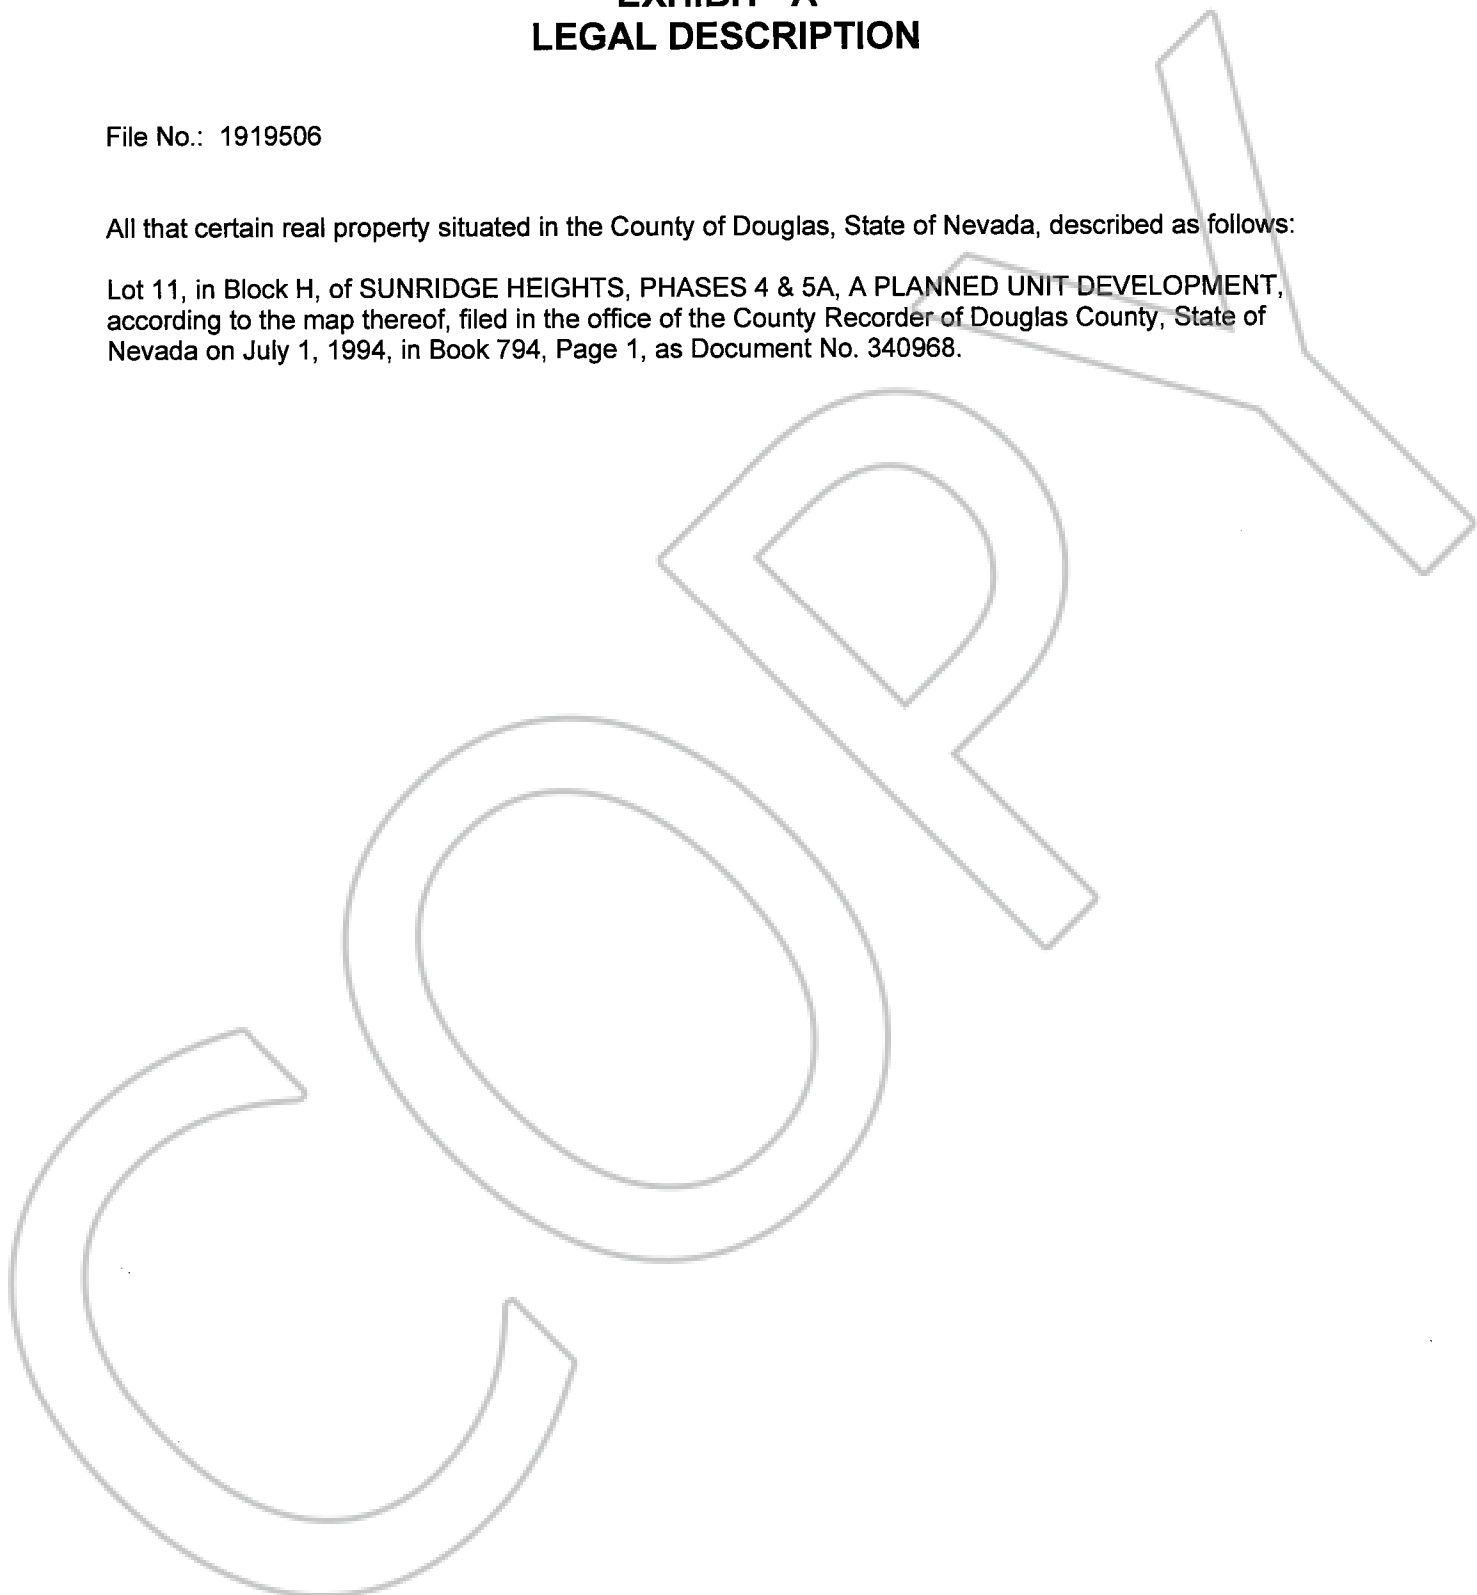 EXHIBIT "A"
LEGAL DESCRIPTION
File No.: 1919506
All that certain real property situated in the County of Douglas, State of Nevada, described as follows:
Lot 11, in Block H, of SUNRIDGE HEIGHTS, PHASES 4 & 5A, A PLANNED UNIT DEVELOPMENT,
according to the map thereof, filed in the office of the County Recorder of Douglas County, State of
Nevada on July 1, 1994, in Book 794, Page 1, as Document No. 340968.
COPY